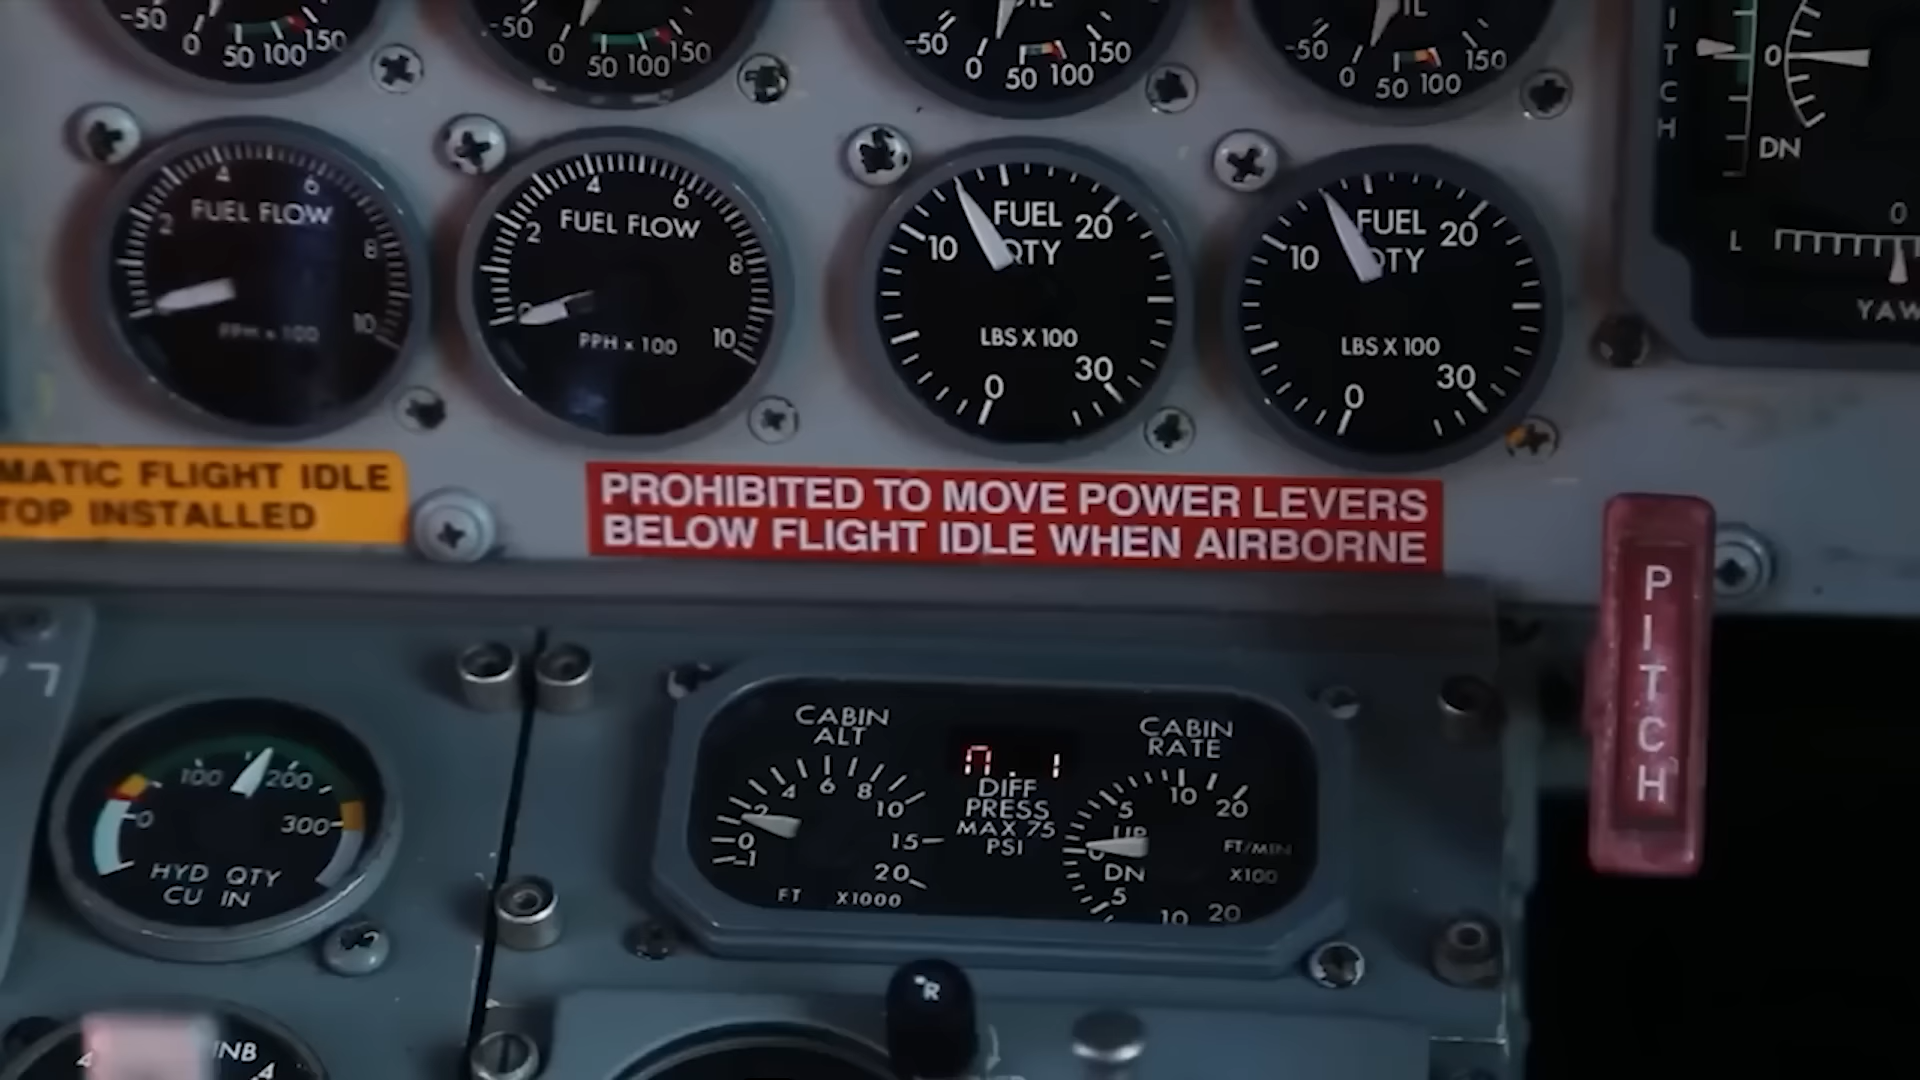 -50 0 50 100 150
-50 0 50 100 150
-50 0 50 100 150
-50 0 50 100 150
PITCH
0
DN
0 2 4 6 8 10
FUEL FLOW
PPH x 100
0 2 4 6 8 10
FUEL FLOW
PPH x 100
FUEL
QTY
10 20
LBS X 100
0 30
FUEL
QTY
10 20
LBS X 100
0 30
L
0
YAW
MATIC FLIGHT IDLE
TOP INSTALLED
PROHIBITED TO MOVE POWER LEVERS
BELOW FLIGHT IDLE WHEN AIRBORNE
PITCH
0 100 200 300
HYD QTY
CU IN
CABIN
ALT
-1 0 2 4 6 8 10 15 20
FT X1000
DIFF
PRESS
MAX 75
PSI
CABIN
RATE
5 10 20
UP
0
DN
5 10 20
FT/MIN
X100
°R
INB
4 4